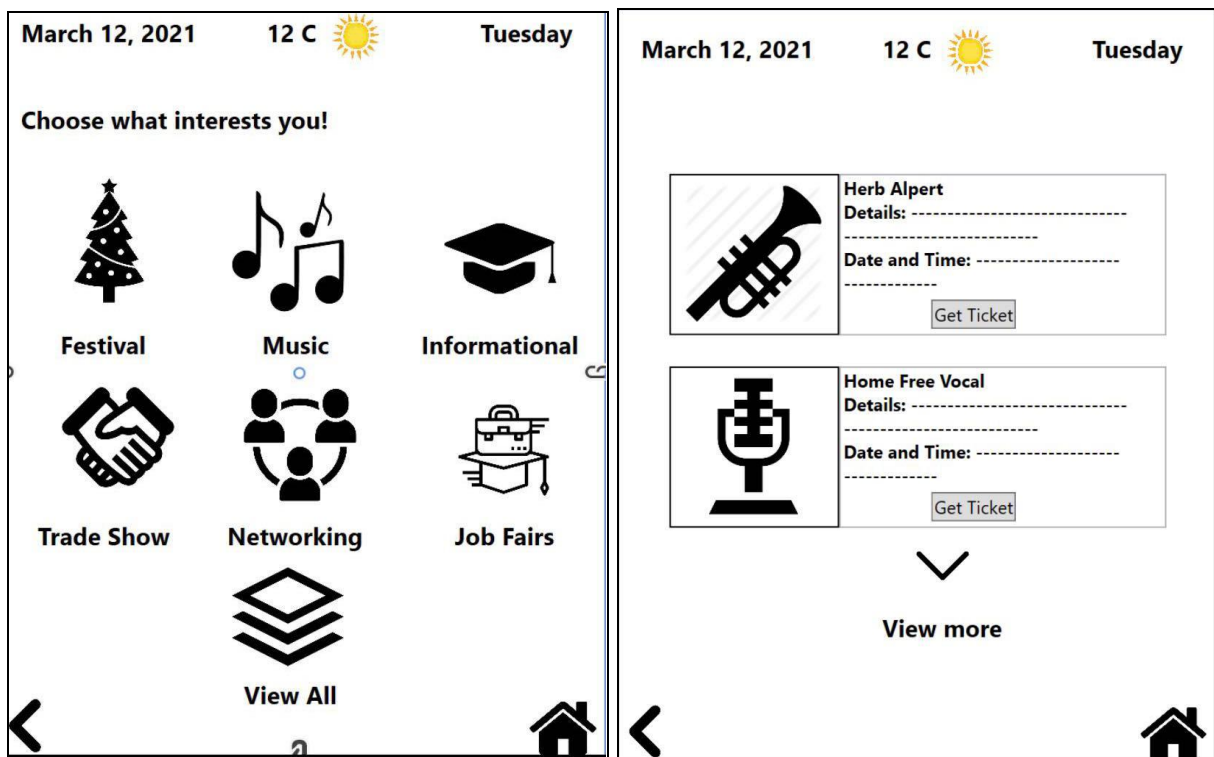 March 12, 2021 12 C Tuesday
Choose what interests you!
Festival Music Informational
Trade Show Networking Job Fairs
View All
March 12, 2021 12 C Tuesday
Herb Alpert
Details: ------------------------------
---------------------------
Date and Time: --------------------
-------------
Get Ticket
Home Free Vocal
Details: ------------------------------
---------------------------
Date and Time: --------------------
-------------
Get Ticket
View more